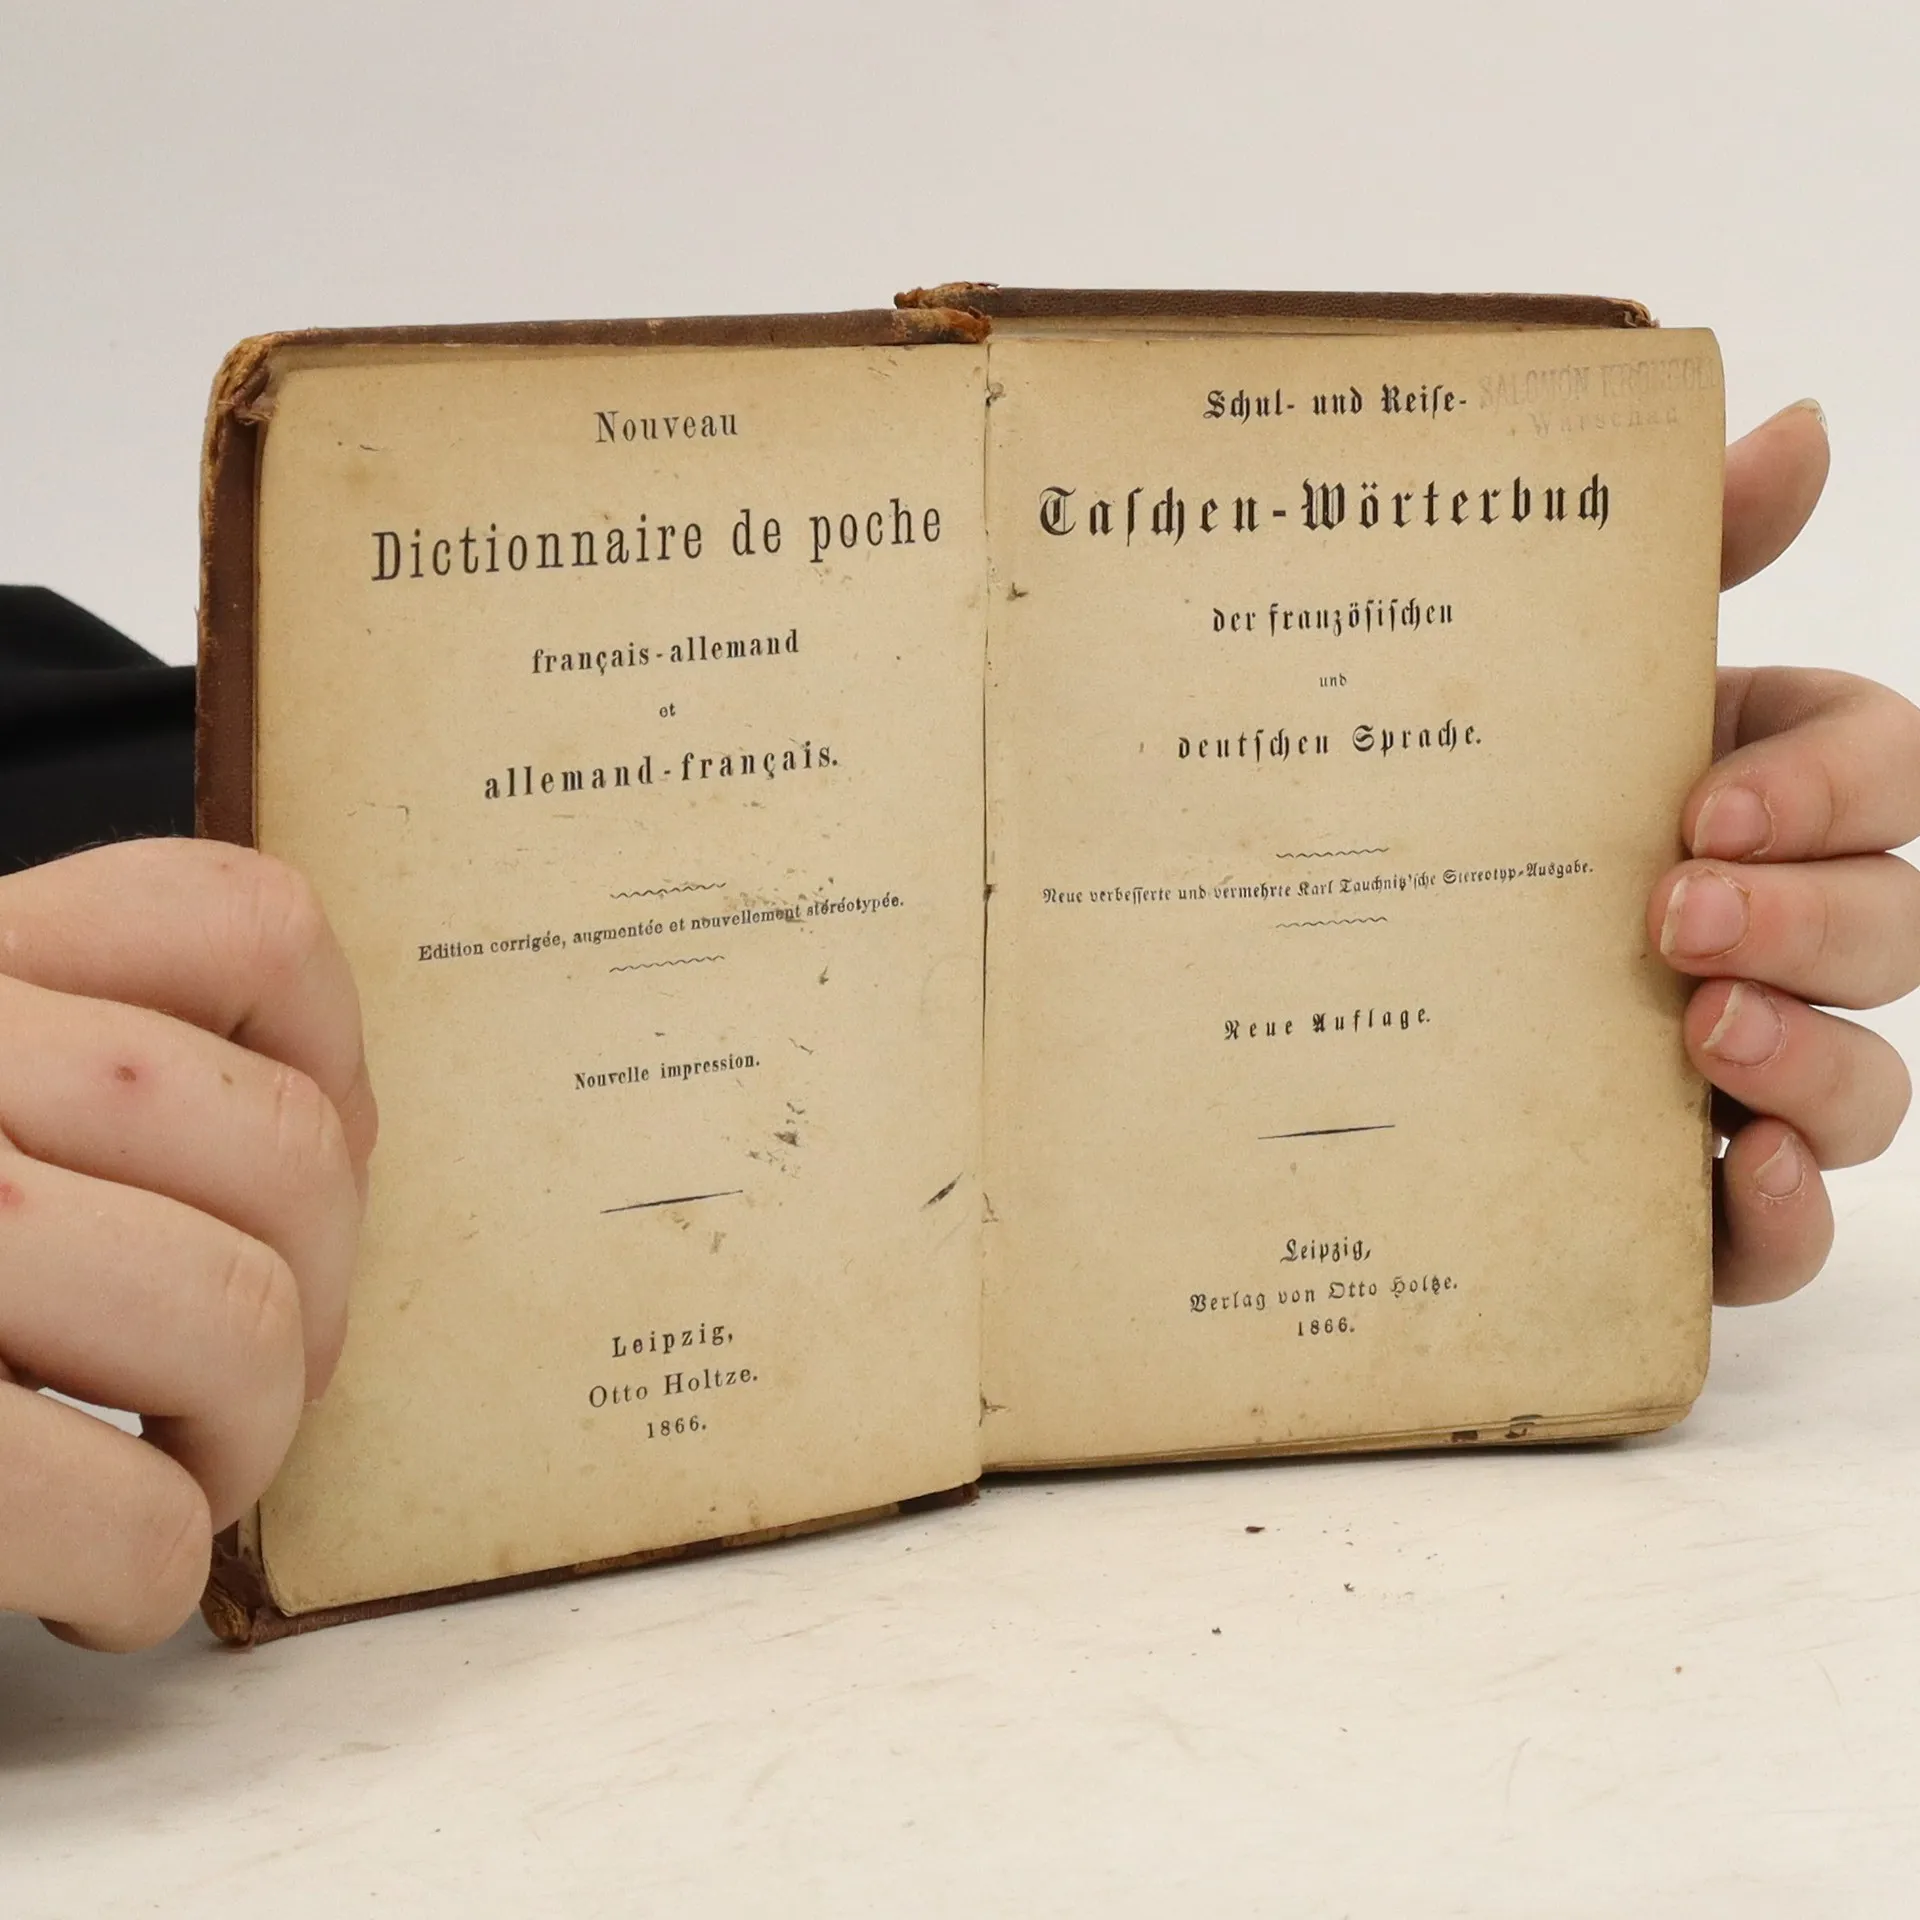 Nouveau
Dictionnaire de poche
français-allemand
et
allemand-français.
Edition corrigée, augmentée et nouvellement stéréotypée.
Nouvelle impression.
Leipzig,
Otto Holtze.
1866.
Schul- und Reiſe-
SALOMON
Warschau
Taſchen-Wörterbuch
der franzöſiſchen
und
deutſchen Sprache.
Neue verbeſſerte und vermehrte Karl Tauchnitz'ſche Stereotyp-Ausgabe.
Neue Auflage.
Leipzig,
Verlag von Otto Holtze.
1866.